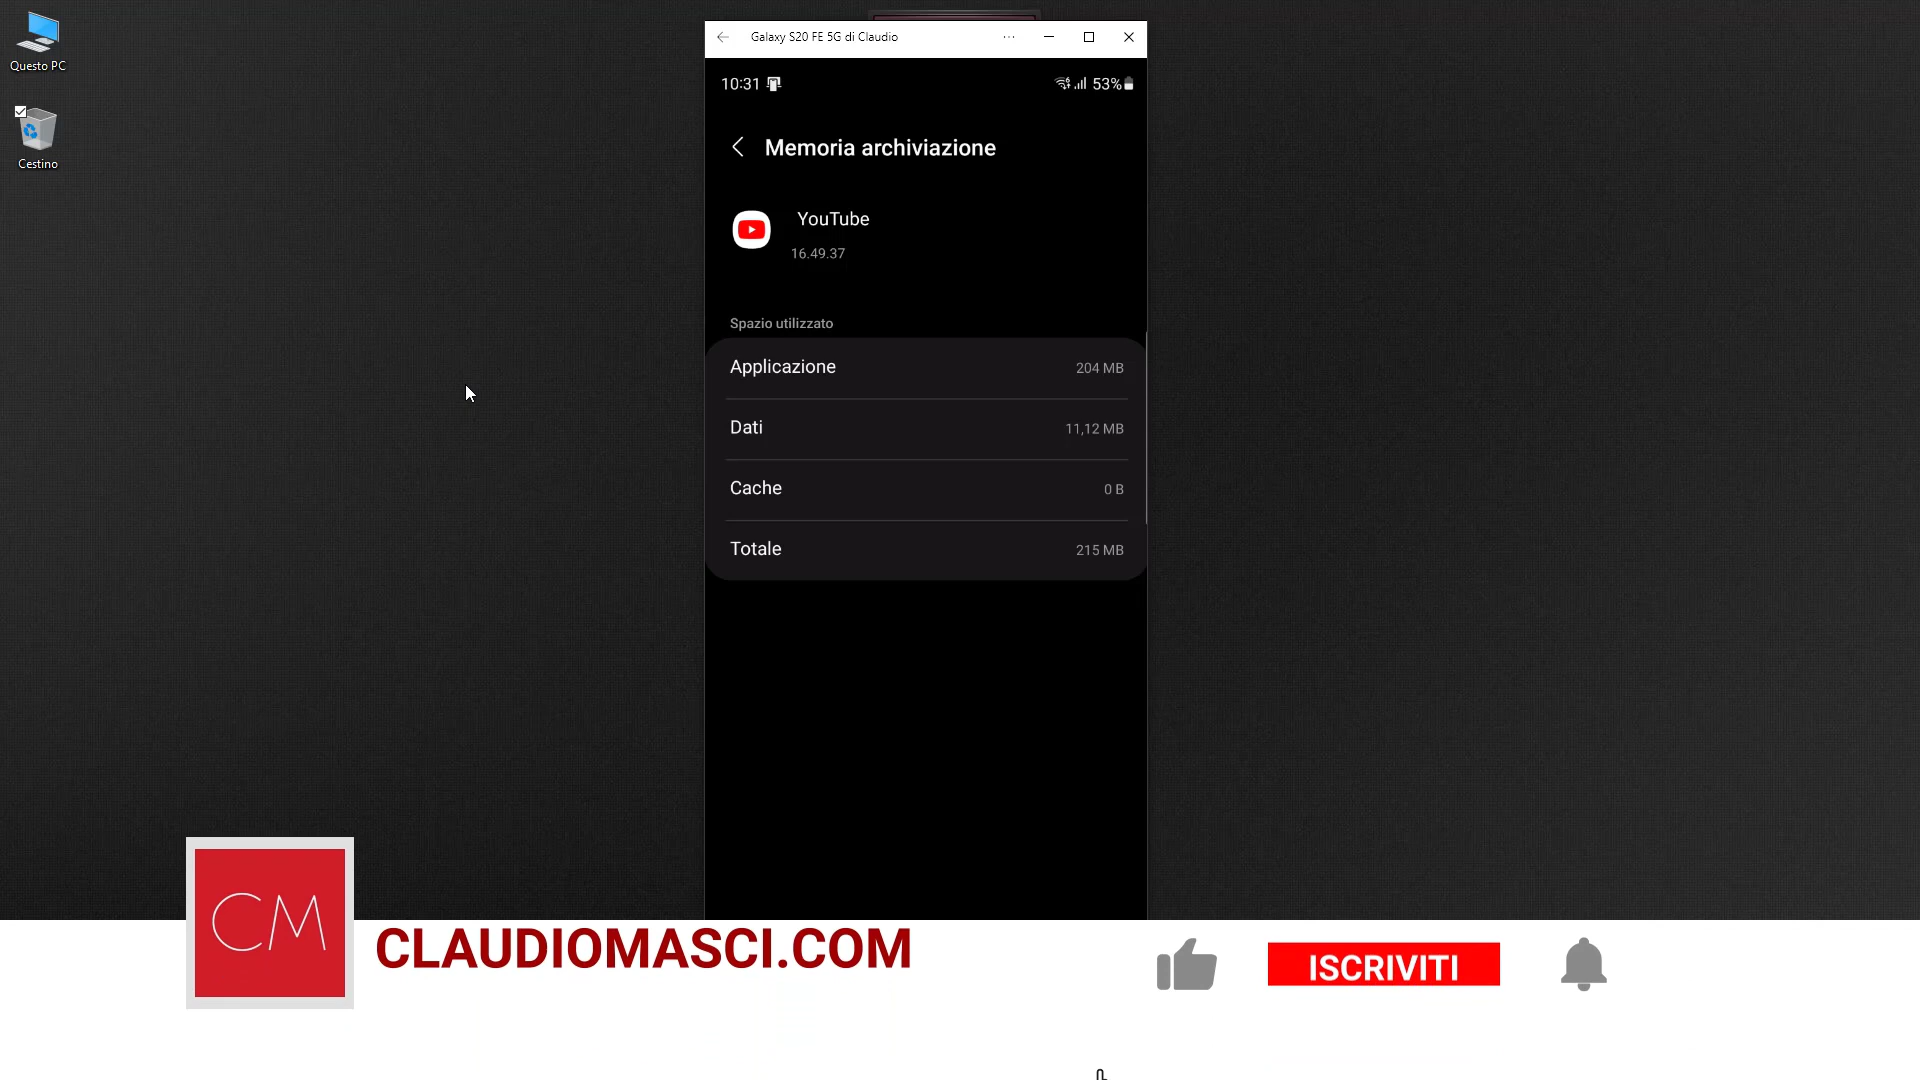 Questo PC
Cestino
Galaxy S20 FE 5G di Claudio
10:31
53%
Memoria archiviazione
YouTube
16.49.37
Spazio utilizzato
Applicazione 204 MB
Dati 11,12 MB
Cache 0 B
Totale 215 MB
CM
CLAUDIOMASCI.COM
ISCRIVITI